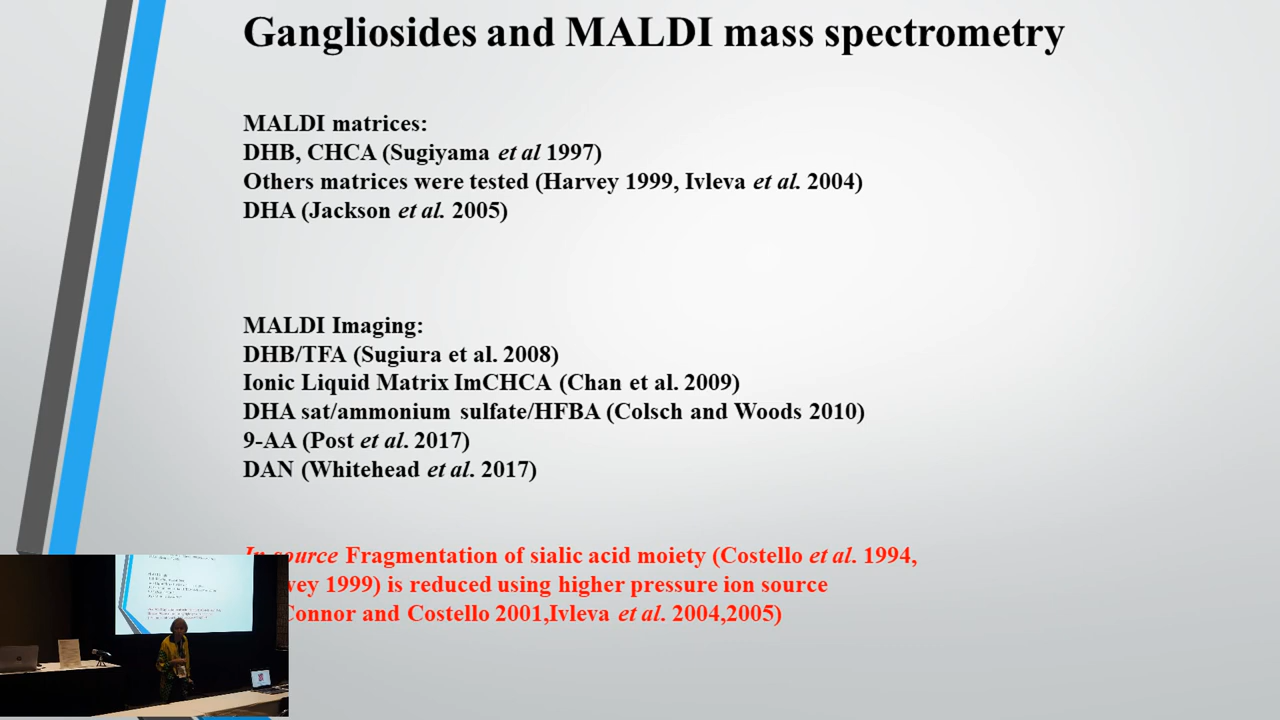 Gangliosides and MALDI mass spectrometry
MALDI matrices:
DHB, CHCA (Sugiyama et al 1997)
Others matrices were tested (Harvey 1999, Ivleva et al. 2004)
DHA (Jackson et al. 2005)
MALDI Imaging:
DHB/TFA (Sugiura et al. 2008)
Ionic Liquid Matrix ImCHCA (Chan et al. 2009)
DHA sat/ammonium sulfate/HFBA (Colsch and Woods 2010)
9-AA (Post et al. 2017)
DAN (Whitehead et al. 2017)
In source Fragmentation of sialic acid moiety (Costello et al. 1994,
vey 1999) is reduced using higher pressure ion source
Connor and Costello 2001,Ivleva et al. 2004,2005)